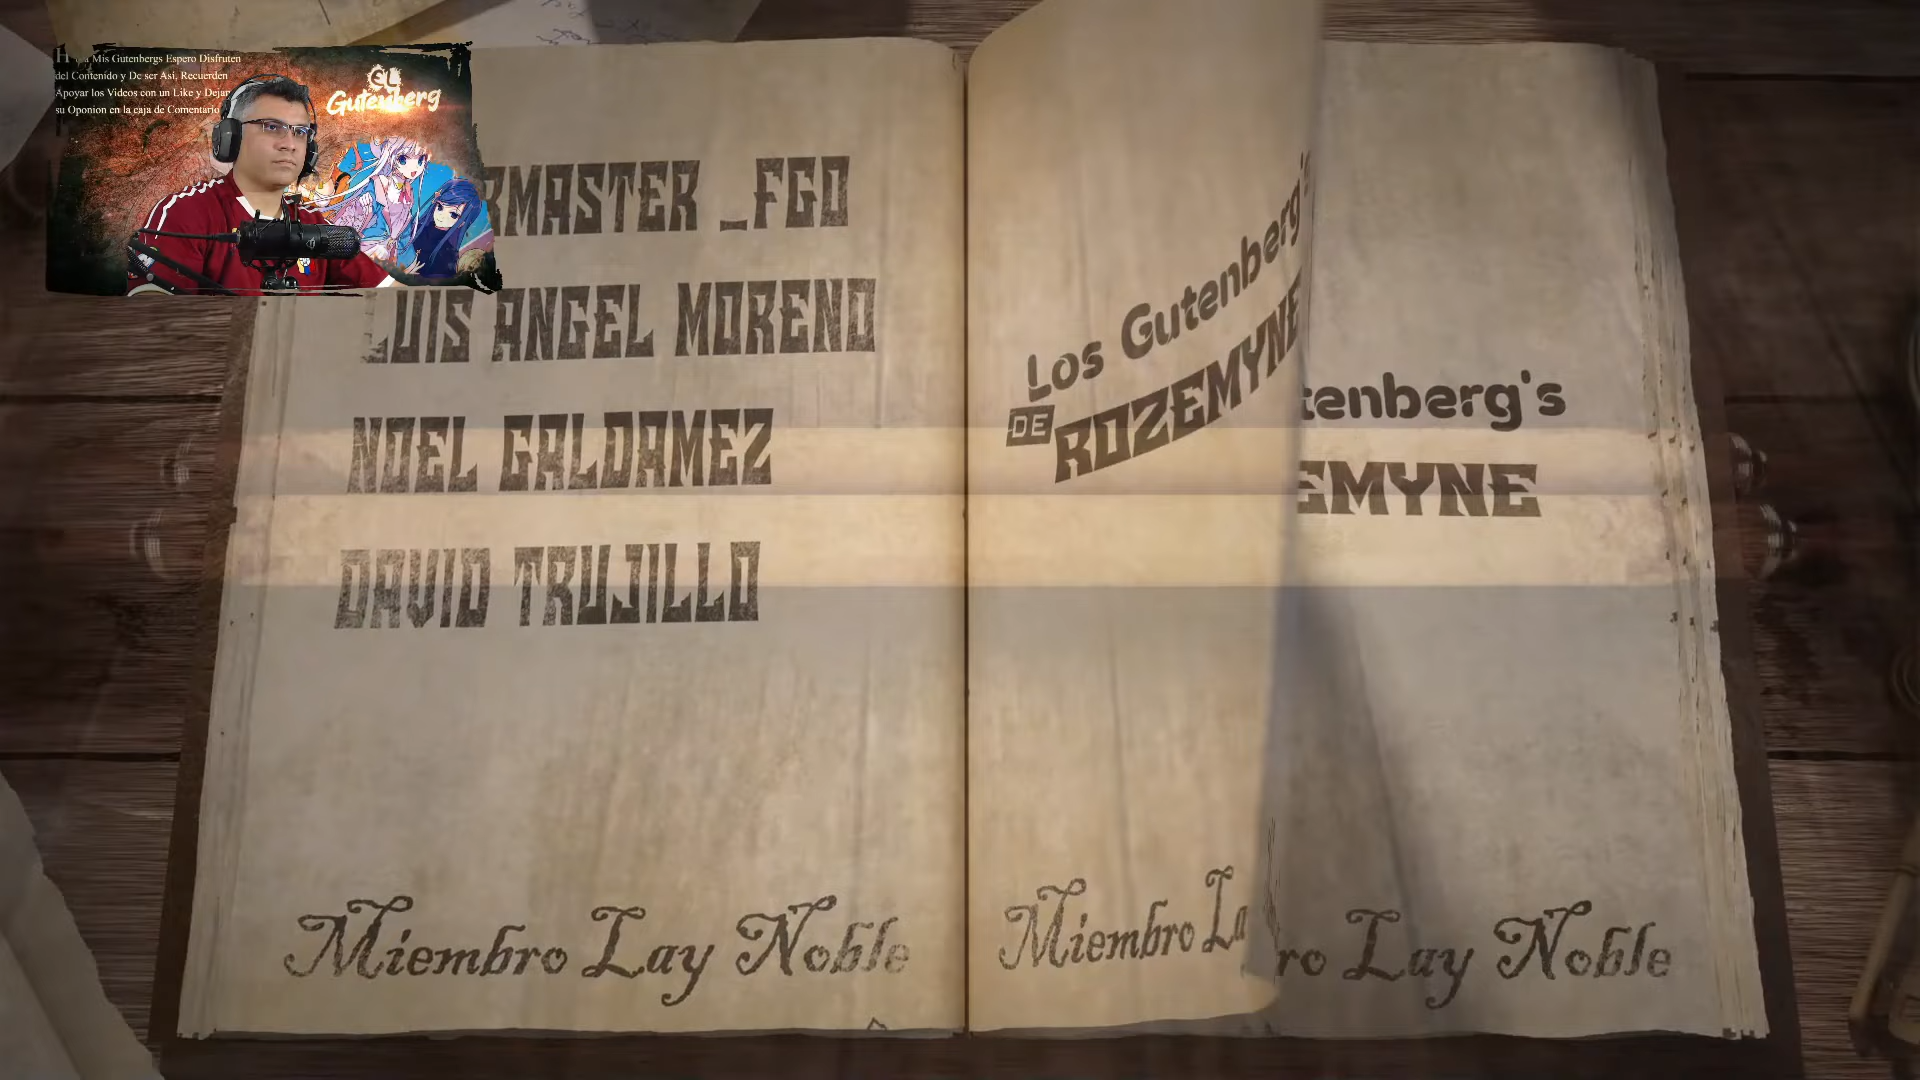 Mis Gutenbergs Espero Disfruten
del Contenido y De ser Asi, Recuerden
Apoyar los Videos con un Like y Dejar
su Oponion en la caja de Comentario
EL
Gutenberg
RMASTER _FGO
LUIS ANGEL MORENO
NOEL GALDAMEZ
DAVID TRUJILLO
Miembro Lay Noble
Los Gutenberg's
DE ROZEMYNE
Miembro La
tenberg's
EMYNE
ro Lay Noble